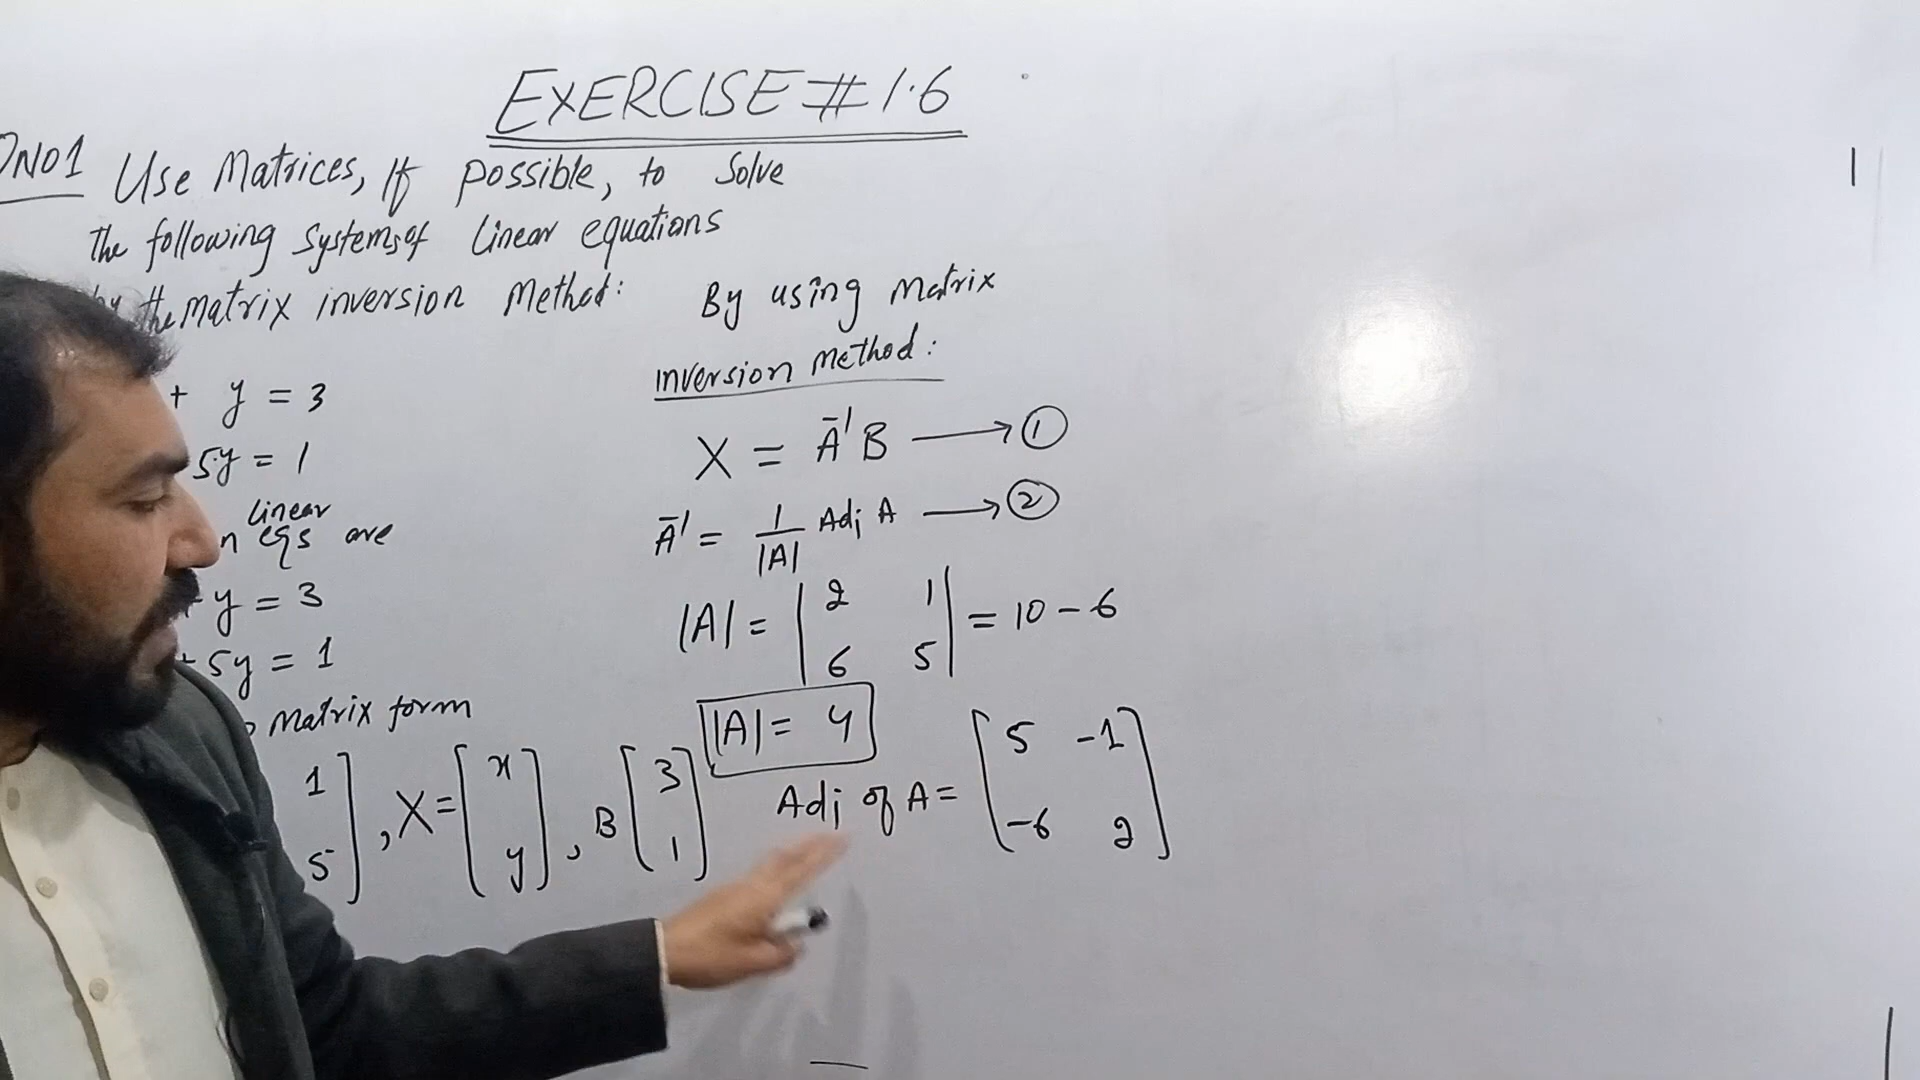 EXERCISE # 1.6
QNO1 Use Matrices, If possible, to Solve
The following Systems of Linear equations
by the Matrix inversion Method:
+ y = 3
5y = 1
linear
n eqs are
+ y = 3
+ 5y = 1
Matrix form
1
5 ] , X = [ x
y ] , B [ 3
1 ]
By using Matrix
inversion Method:
X = A⁻¹B → ①
A⁻¹ = 1/|A| Adj A → ②
|A| = | 2 1
6 5 | = 10 - 6
|A| = 4
Adj of A = [ 5 -1
-6 2 ]